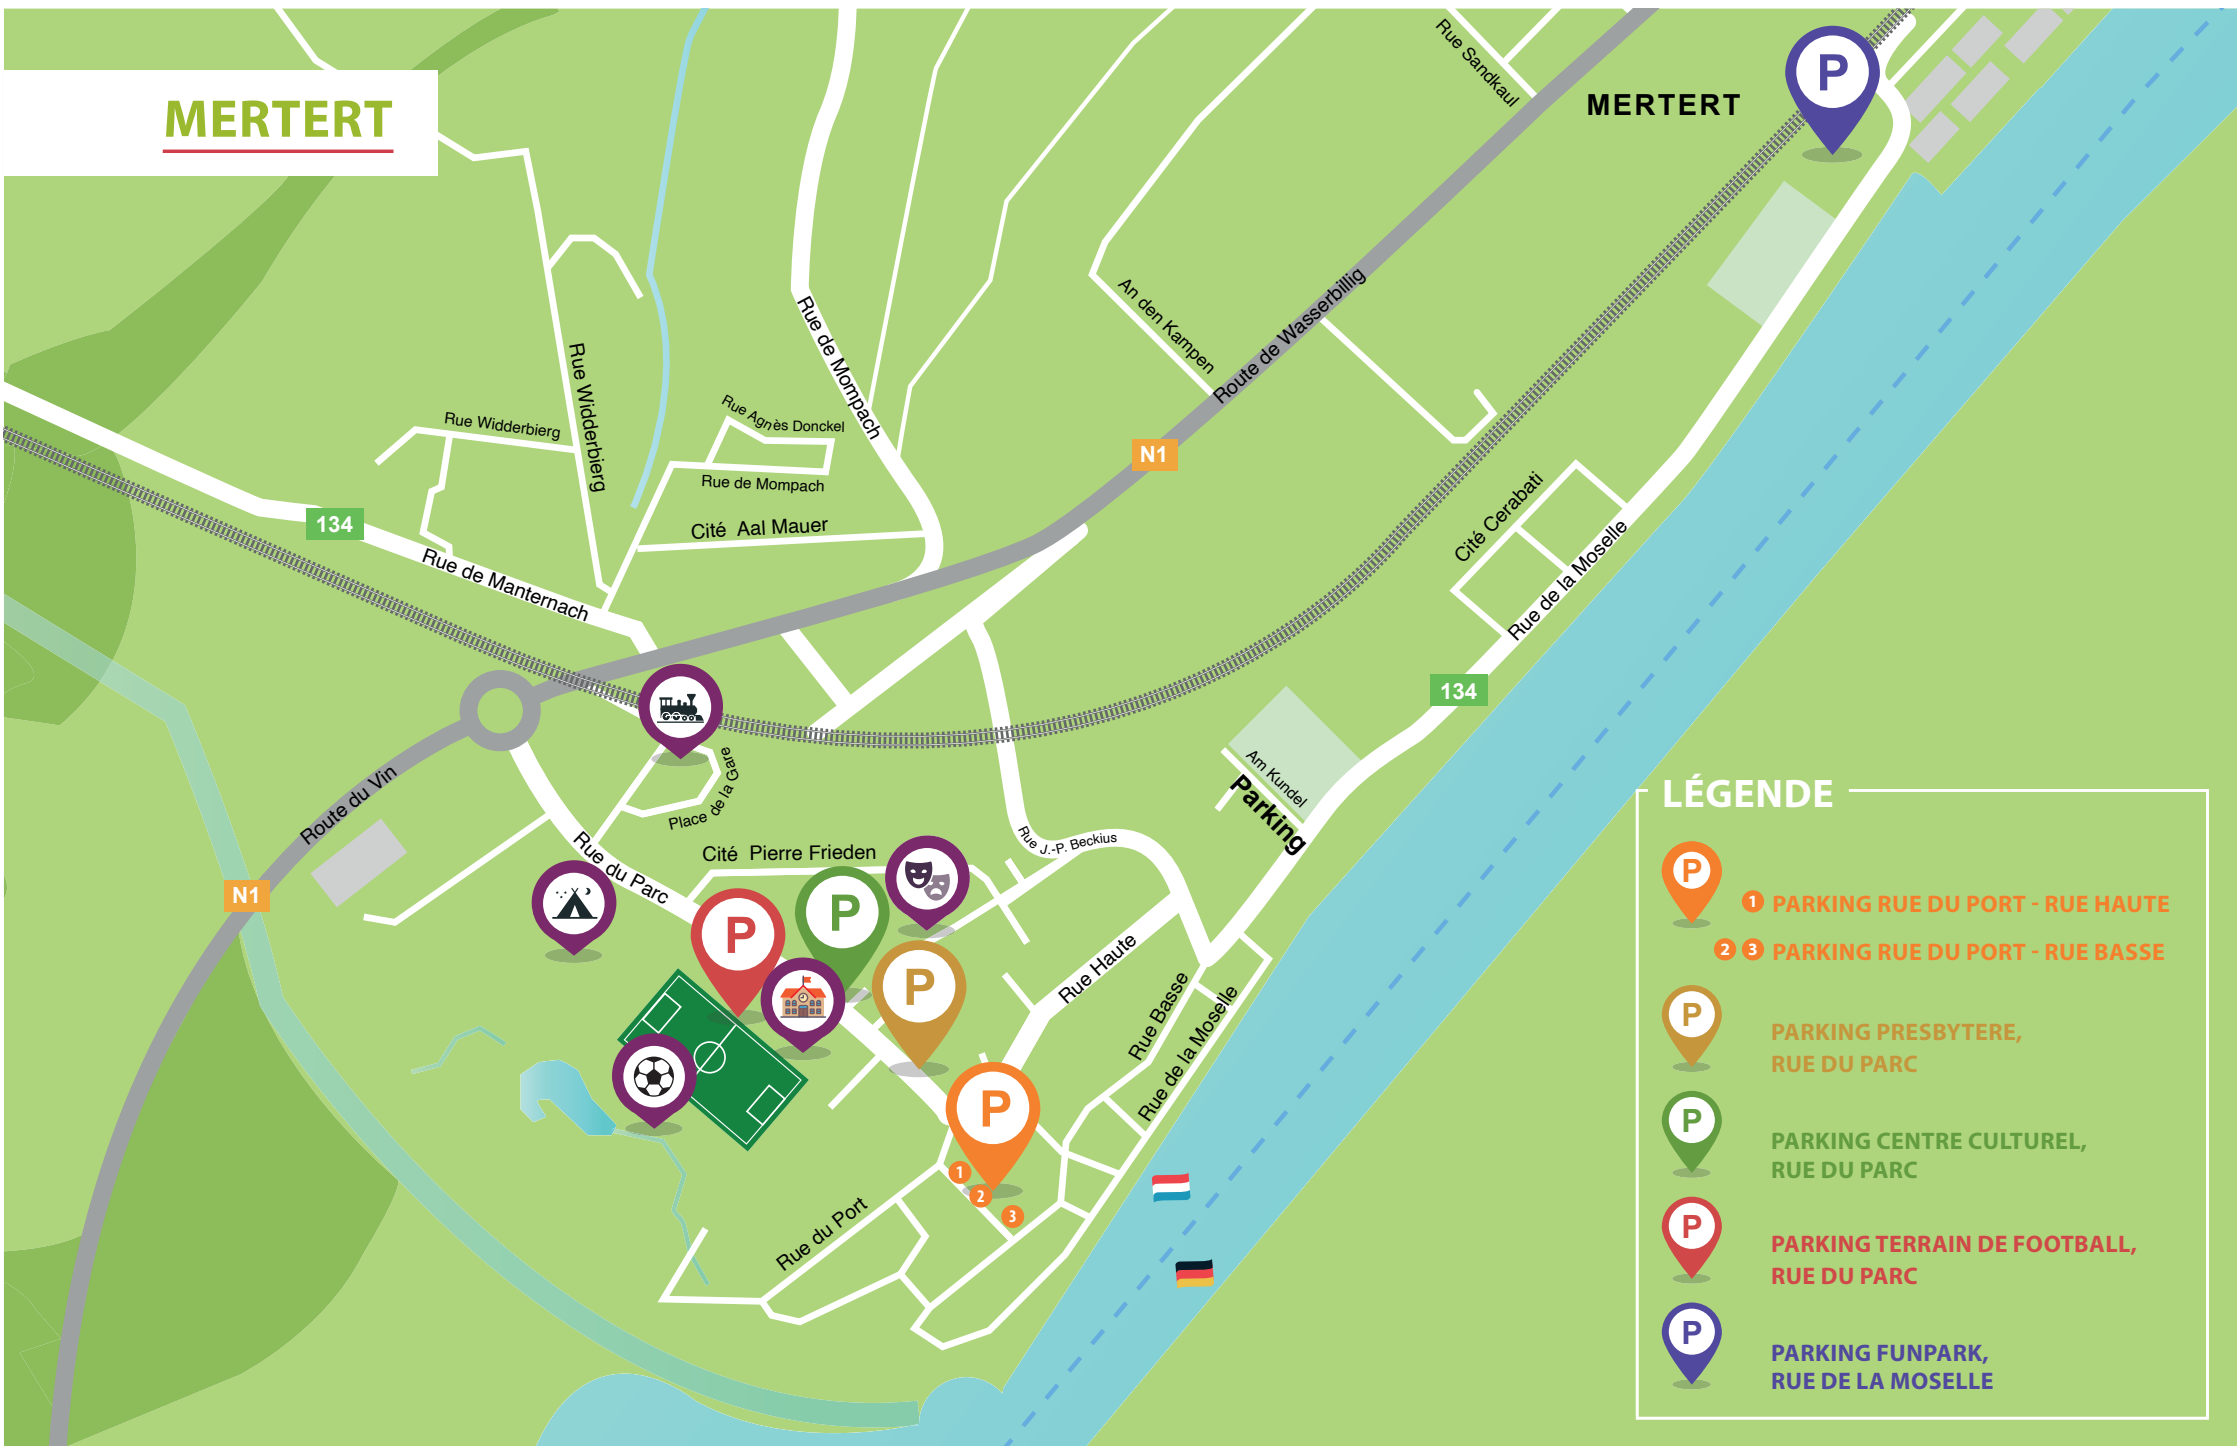 MERTERT
Rue Sandkaul
MERTERT
P
An den Kampen
Route de Wasserbillig
Rue de Mompach
Rue Widderbierg
Rue Widderbierg
Rue Agnès Donckel
Rue de Mompach
Cité Aal Mauer
N1
134
Rue de Manternach
Cité Cerabati
Rue de la Moselle
134
Place de la Gare
Route du Vin
Am Kundel
Parking
N1
Rue du Parc
Cité Pierre Frieden
Rue J.-P. Beckius
P
P
P
Rue Haute
Rue Basse
Rue de la Moselle
P
1
2
3
Rue du Port
LÉGENDE
P
1 PARKING RUE DU PORT - RUE HAUTE
2 3 PARKING RUE DU PORT - RUE BASSE
P
PARKING PRESBYTERE,
RUE DU PARC
P
PARKING CENTRE CULTUREL,
RUE DU PARC
P
PARKING TERRAIN DE FOOTBALL,
RUE DU PARC
P
PARKING FUNPARK,
RUE DE LA MOSELLE